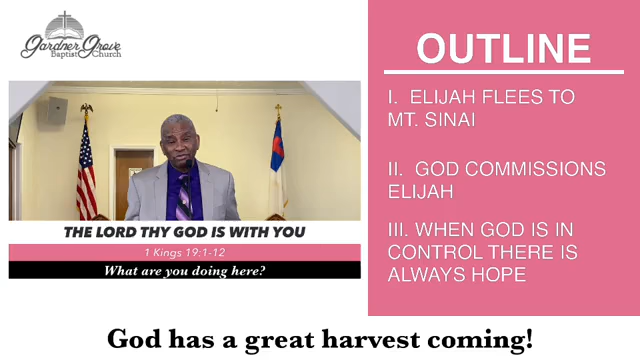 Gardner Grove
Baptist Church
THE LORD THY GOD IS WITH YOU
1 Kings 19:1-12
What are you doing here?
OUTLINE
I. ELIJAH FLEES TO
MT. SINAI
II. GOD COMMISSIONS
ELIJAH
III. WHEN GOD IS IN
CONTROL THERE IS
ALWAYS HOPE
God has a great harvest coming!